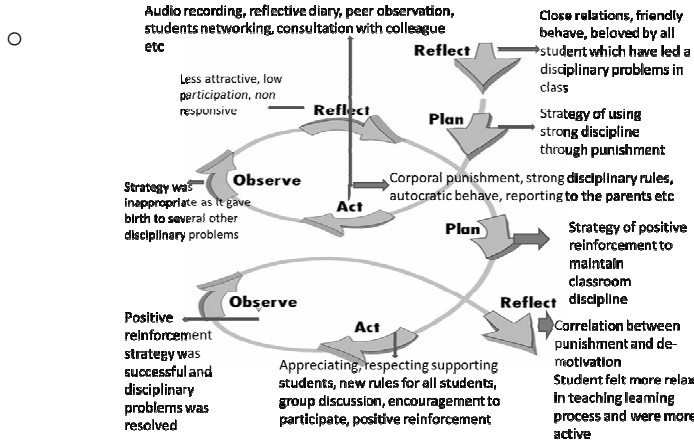 Audio recording, reflective diary, peer observation,
students networking, consultation with colleague
etc
Close relations, friendly
behave, beloved by all
student which have led a
disciplinary problems in
class
Reflect
Less attractive, low
participation, non
responsive
Reflect
Plan
Strategy of using
strong discipline
through punishment
Observe
Strategy was
inappropriate as it gave
birth to several other
disciplinary problems
Corporal punishment, strong disciplinary rules,
autocratic behave, reporting to the parents etc
Act
Plan
Strategy of positive
reinforcement to
maintain
classroom
discipline
Observe
Reflect
Positive
reinforcement
strategy was
successful and
disciplinary
problems was
resolved
Act
Correlation between
punishment and de-
motivation
Student felt more relax
in teaching learning
process and were more
active
Appreciating, respecting supporting
students, new rules for all students,
group discussion, encouragement to
participate, positive reinforcement